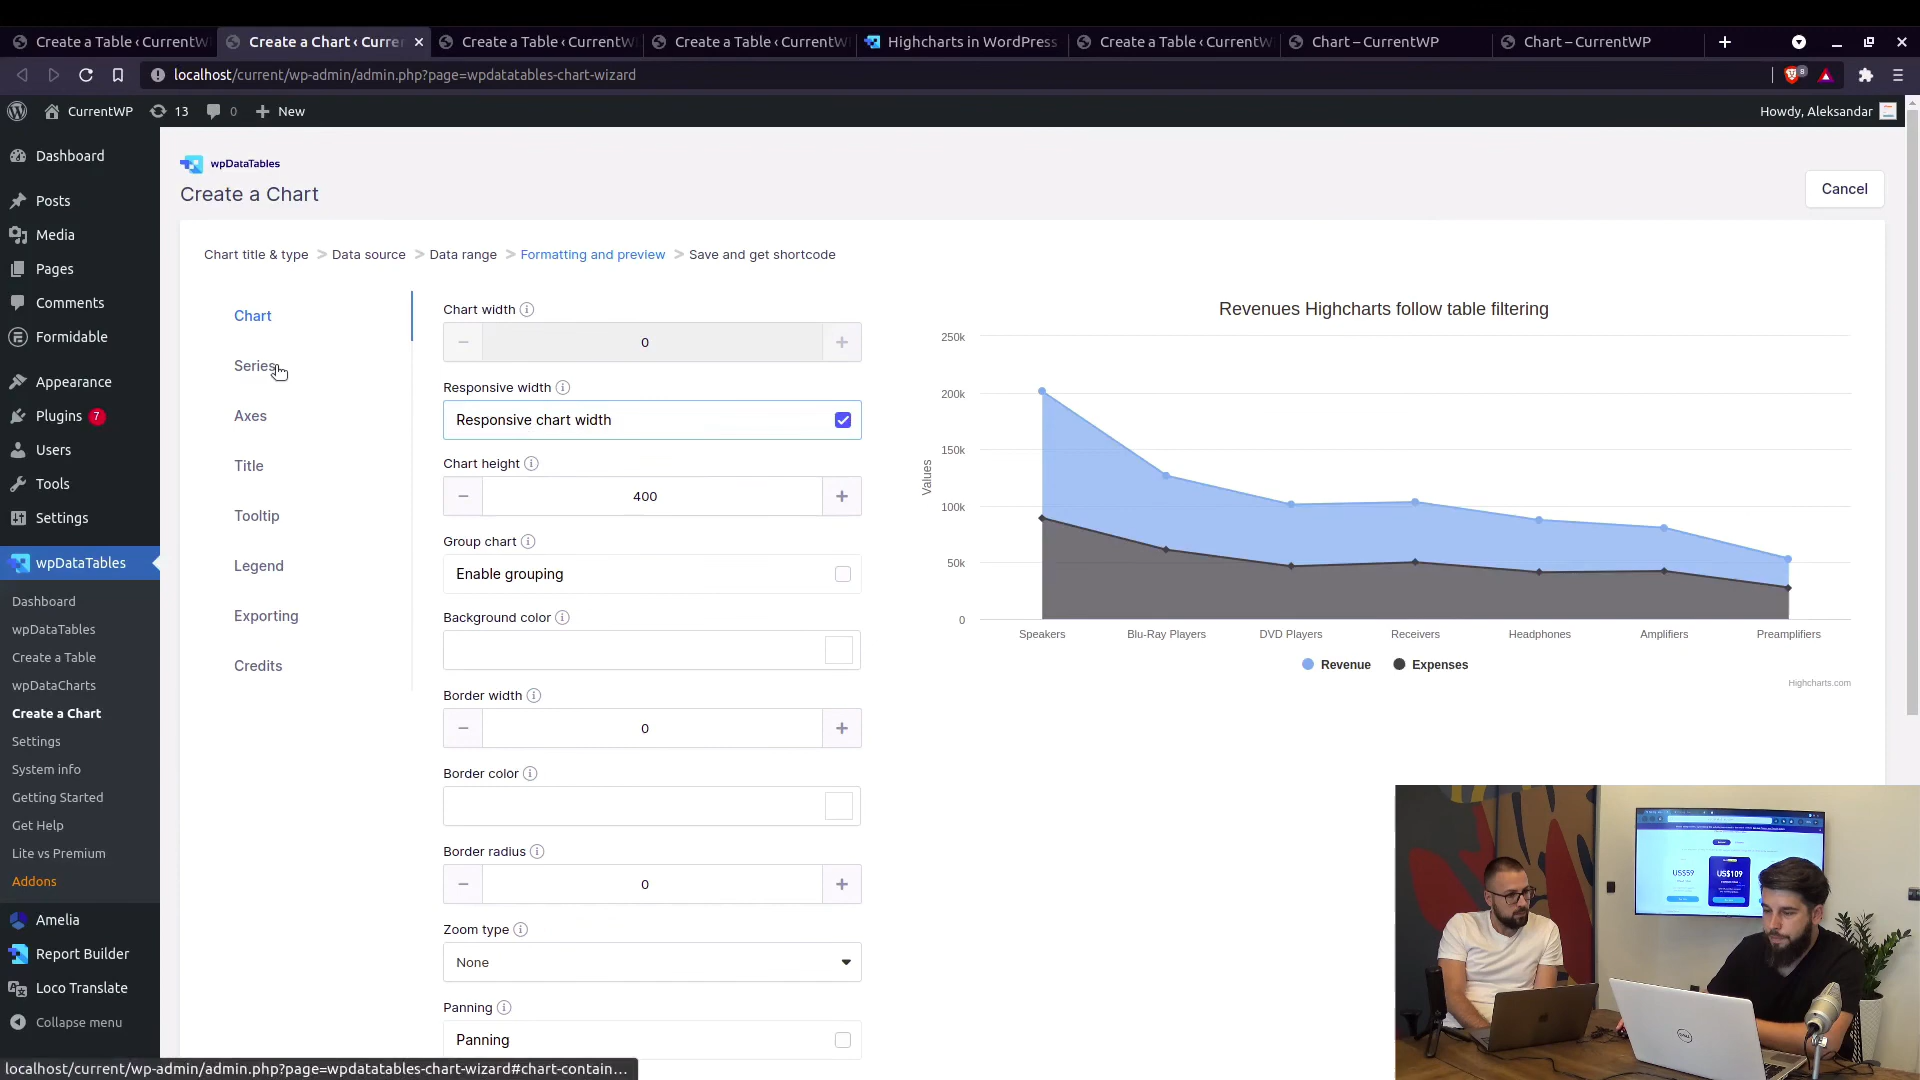 Create a Table ‹ CurrentW
Create a Chart ‹ Curre
Create a Table ‹ CurrentW
Create a Table ‹ CurrentW
Highcharts in WordPress
Create a Table ‹ CurrentW
Chart – CurrentWP
Chart – CurrentWP
localhost/current/wp-admin/admin.php?page=wpdatatables-chart-wizard
8
CurrentWP
13
0
New
Howdy, Aleksandar
Dashboard
Posts
Media
Pages
Comments
Formidable
Appearance
Plugins 7
Users
Tools
Settings
wpDataTables
Dashboard
wpDataTables
Create a Table
wpDataCharts
Create a Chart
Settings
System info
Getting Started
Get Help
Lite vs Premium
Addons
Amelia
Report Builder
Loco Translate
Collapse menu
wpDataTables
Create a Chart
Cancel
Chart title & type > Data source > Data range > Formatting and preview > Save and get shortcode
Chart
Series
Axes
Title
Tooltip
Legend
Exporting
Credits
Chart width
0
Responsive width
Responsive chart width
Chart height
400
Group chart
Enable grouping
Background color
Border width
0
Border color
Border radius
0
Zoom type
None
Panning
Panning
Revenues Highcharts follow table filtering
Values
250k
200k
150k
100k
50k
0
Speakers
Blu-Ray Players
DVD Players
Receivers
Headphones
Amplifiers
Preamplifiers
Revenue
Expenses
Highcharts.com
US$59
US$109
DELL
localhost/current/wp-admin/admin.php?page=wpdatatables-chart-wizard#chart-contain...